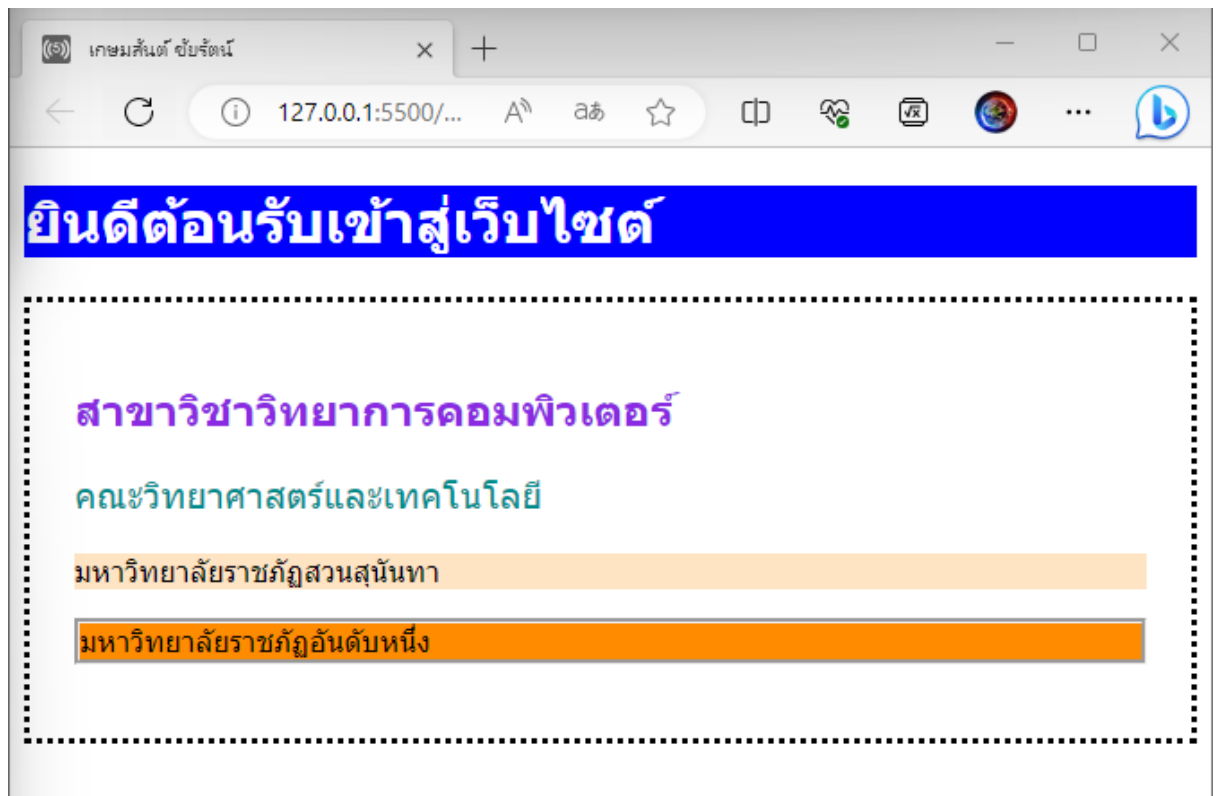 เกษมสันต์ ชัยรัตน์
127.0.0.1:5500/...
ยินดีต้อนรับเข้าสู่เว็บไซต์
สาขาวิชาวิทยาการคอมพิวเตอร์
คณะวิทยาศาสตร์และเทคโนโลยี
มหาวิทยาลัยราชภัฏสวนสุนันทา
มหาวิทยาลัยราชภัฏอันดับหนึ่ง